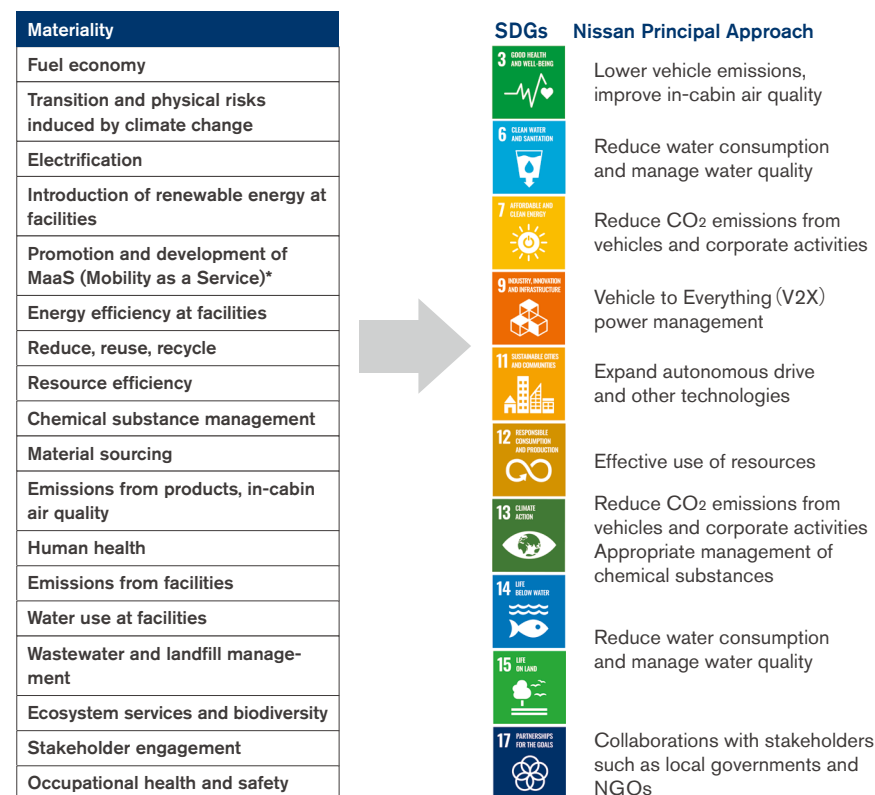 Materiality
Fuel economy
Transition and physical risks
induced by climate change
Electrification
Introduction of renewable energy at
facilities
Promotion and development of
MaaS (Mobility as a Service)*
Energy efficiency at facilities
Reduce, reuse, recycle
Resource efficiency
Chemical substance management
Material sourcing
Emissions from products, in-cabin
air quality
Human health
Emissions from facilities
Water use at facilities
Wastewater and landfill manage-
ment
Ecosystem services and biodiversity
Stakeholder engagement
Occupational health and safety
SDGs Nissan Principal Approach
3 GOOD HEALTH
AND WELL-BEING
Lower vehicle emissions,
improve in-cabin air quality
6 CLEAN WATER
AND SANITATION
Reduce water consumption
and manage water quality
7 AFFORDABLE AND
CLEAN ENERGY
Reduce CO2 emissions from
vehicles and corporate activities
9 INDUSTRY, INNOVATION
AND INFRASTRUCTURE
Vehicle to Everything (V2X)
power management
11 SUSTAINABLE CITIES
AND COMMUNITIES
Expand autonomous drive
and other technologies
12 RESPONSIBLE
CONSUMPTION
AND PRODUCTION
Effective use of resources
13 CLIMATE
ACTION
Reduce CO2 emissions from
vehicles and corporate activities
Appropriate management of
chemical substances
14 LIFE
BELOW WATER
Reduce water consumption
and manage water quality
15 LIFE
ON LAND
17 PARTNERSHIPS
FOR THE GOALS
Collaborations with stakeholders
such as local governments and
NGOs